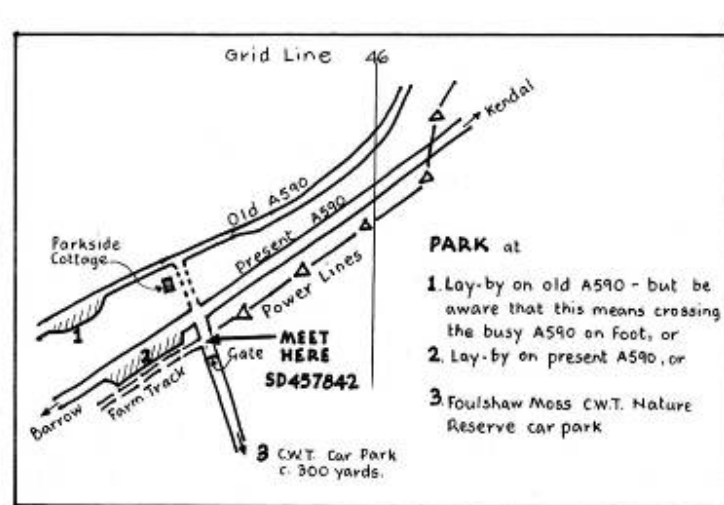 Grid Line 46
Kendal
Old A590
Present A590
Parkside
Cottage
Power Lines
1
2
MEET
HERE
SD457842
Gate
Farm Track
Barrow
3 C.W.T. Car Park
c. 300 yards.
PARK at
1. Lay-by on old A590 - but be
aware that this means crossing
the busy A590 on foot, or
2. Lay-by on present A590, or
3. Foulshaw Moss C.W.T. Nature
Reserve car park